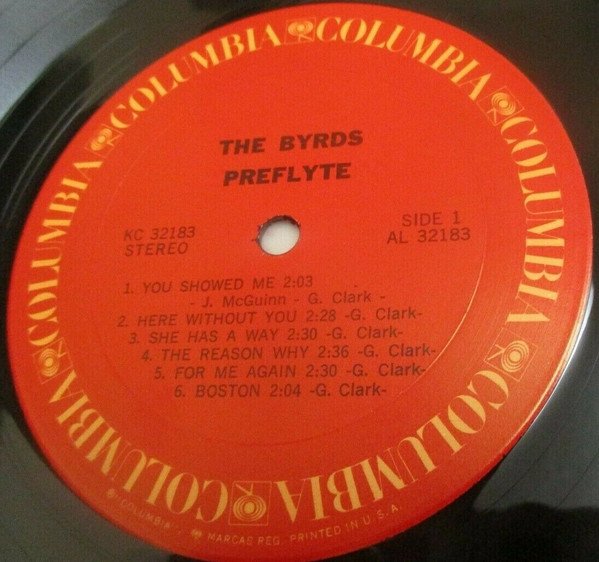 COLUMBIA COLUMBIA COLUMBIA COLUMBIA COLUMBIA COLUMBIA
THE BYRDS
PREFLYTE
KC 32183
STEREO
SIDE 1
AL 32183
1. YOU SHOWED ME 2:03
- J. McGuinn - G. Clark -
2. HERE WITHOUT YOU 2:28 -G. Clark-
3. SHE HAS A WAY 2:30 -G. Clark-
4. THE REASON WHY 2:36 -G. Clark-
5. FOR ME AGAIN 2:30 -G. Clark-
6. BOSTON 2:04 -G. Clark-
"COLUMBIA", MARCAS REG. PRINTED IN U.S.A.